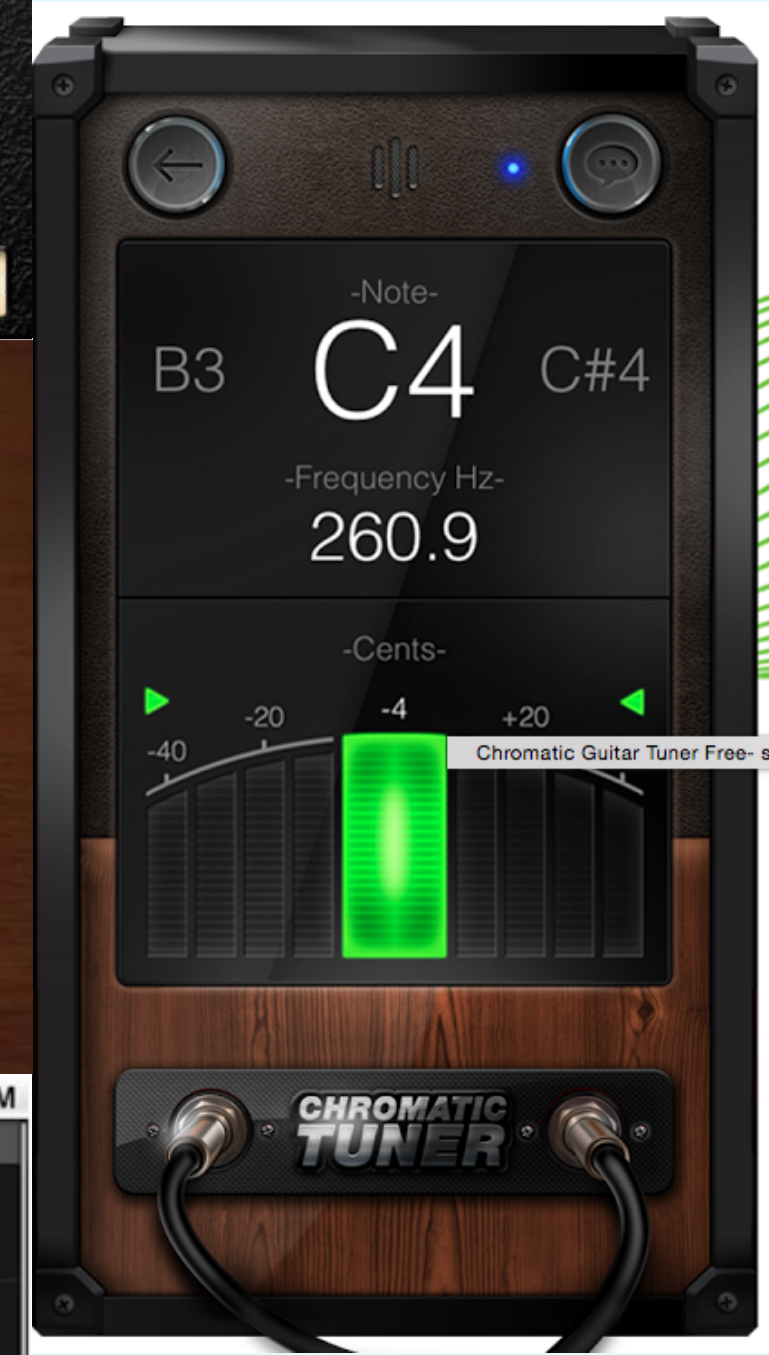 -Note-
B3 C4 C#4
-Frequency Hz-
260.9
-Cents-
-40 -20 -4 +20
Chromatic Guitar Tuner Free- s
M
CHROMATIC
TUNER